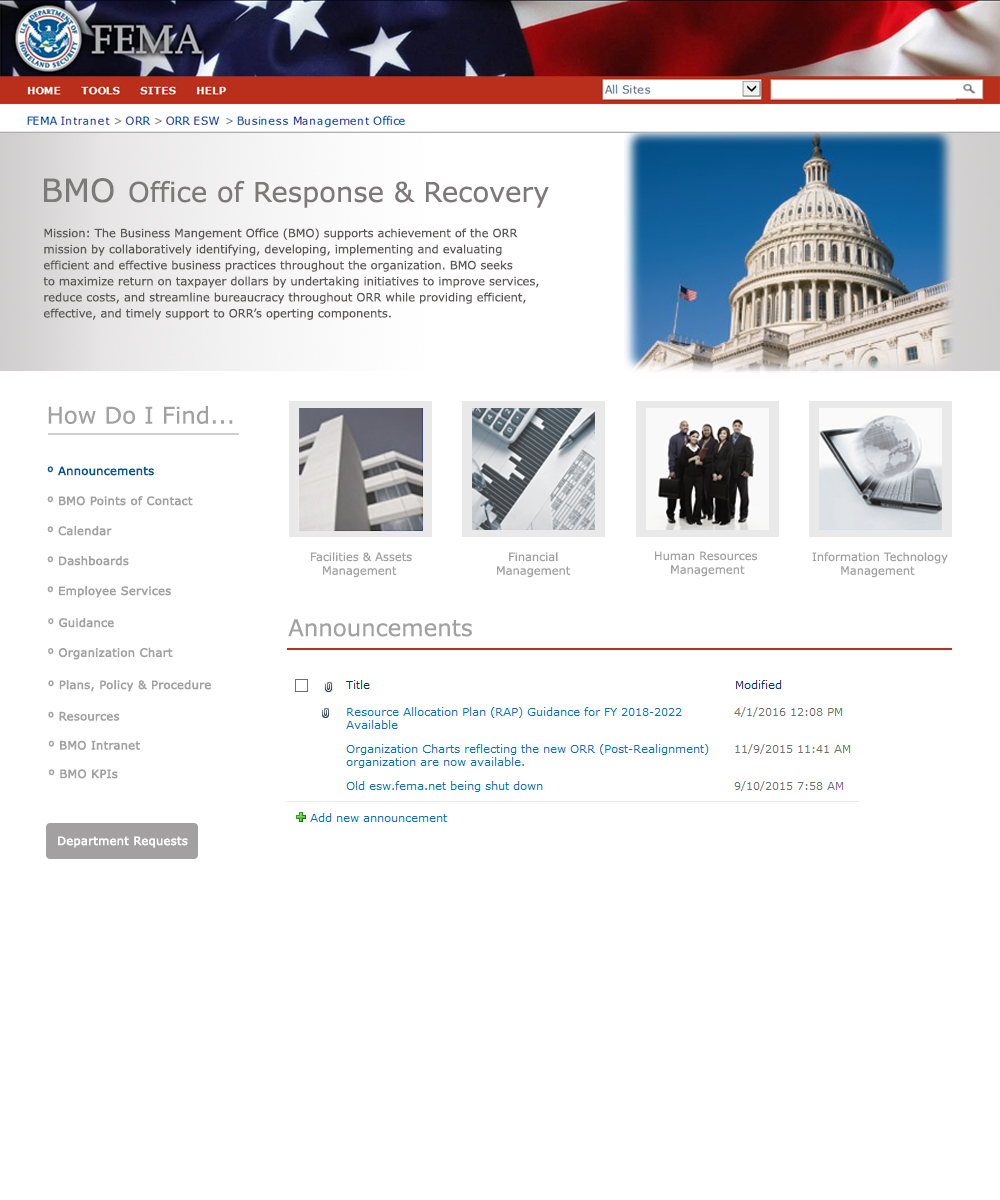 U.S. DEPARTMENT OF HOMELAND SECURITY
FEMA
HOME TOOLS SITES HELP
All Sites
FEMA Intranet > ORR > ORR ESW > Business Management Office
BMO Office of Response & Recovery
Mission: The Business Mangement Office (BMO) supports achievement of the ORR
mission by collaboratively identifying, developing, implementing and evaluating
efficient and effective business practices throughout the organization. BMO seeks
to maximize return on taxpayer dollars by undertaking initiatives to improve services,
reduce costs, and streamline bureaucracy throughout ORR while providing efficient,
effective, and timely support to ORR's operting components.
How Do I Find...
º Announcements
º BMO Points of Contact
º Calendar
º Dashboards
º Employee Services
º Guidance
º Organization Chart
º Plans, Policy & Procedure
º Resources
º BMO Intranet
º BMO KPIs
Department Requests
Facilities & Assets
Management
Financial
Management
Human Resources
Management
Information Technology
Management
Announcements
Title Modified
Resource Allocation Plan (RAP) Guidance for FY 2018-2022 4/1/2016 12:08 PM
Available
Organization Charts reflecting the new ORR (Post-Realignment) 11/9/2015 11:41 AM
organization are now available.
Old esw.fema.net being shut down 9/10/2015 7:58 AM
Add new announcement